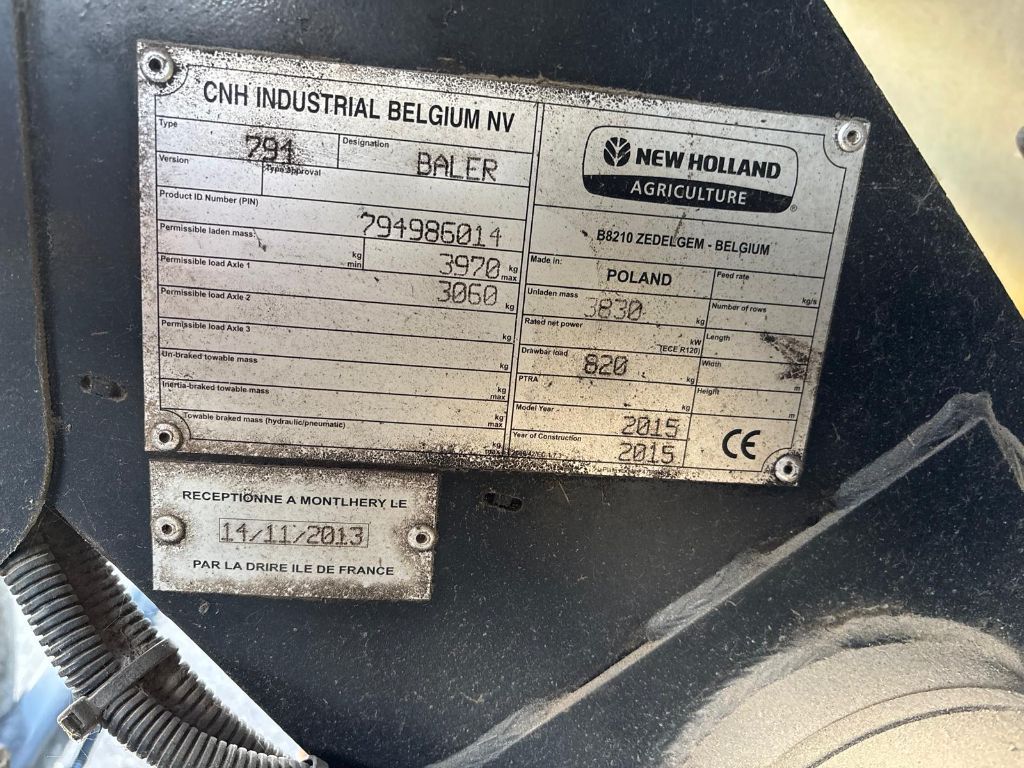 CNH INDUSTRIAL BELGIUM NV
Type 794
Designation BALER
Version
Type approval
Product ID Number (PIN) 794986014
Permissible laden mass: kg min 3970 kg max
Permissible load Axle 1 3060 kg
Permissible load Axle 2
Permissible load Axle 3 kg
Un-braked towable mass kg
Inertia-braked towable mass kg max
Towable braked mass (hydraulic/pneumatic) kg max
kg
NEW HOLLAND
AGRICULTURE
B8210 ZEDELGEM - BELGIUM
Made in: POLAND
Feed rate kg/s
Unladen mass 3830 kg
Number of rows
Rated net power kW (ECE R120)
Length m
Drawbar load 820 kg
Width m
PTRA kg
Height m
Model Year 2015
Year of Construction 2015
CE
RECEPTIONNE A MONTLHERY LE
14/11/2013
PAR LA DRIRE ILE DE FRANCE